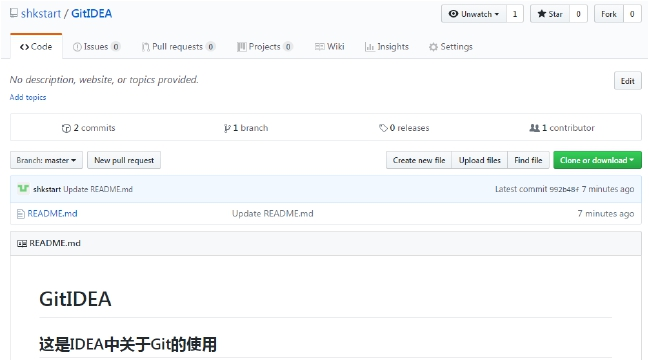 shkstart / GitIDEA
Unwatch 1 Star 0 Fork 0
Code Issues 0 Pull requests 0 Projects 0 Wiki Insights Settings
No description, website, or topics provided.
Edit
Add topics
2 commits 1 branch 0 releases 1 contributor
Branch: master New pull request Create new file Upload files Find file Clone or download
shkstart Update README.md Latest commit 992b48f 7 minutes ago
README.md Update README.md 7 minutes ago
README.md
GitIDEA
这是IDEA中关于Git的使用